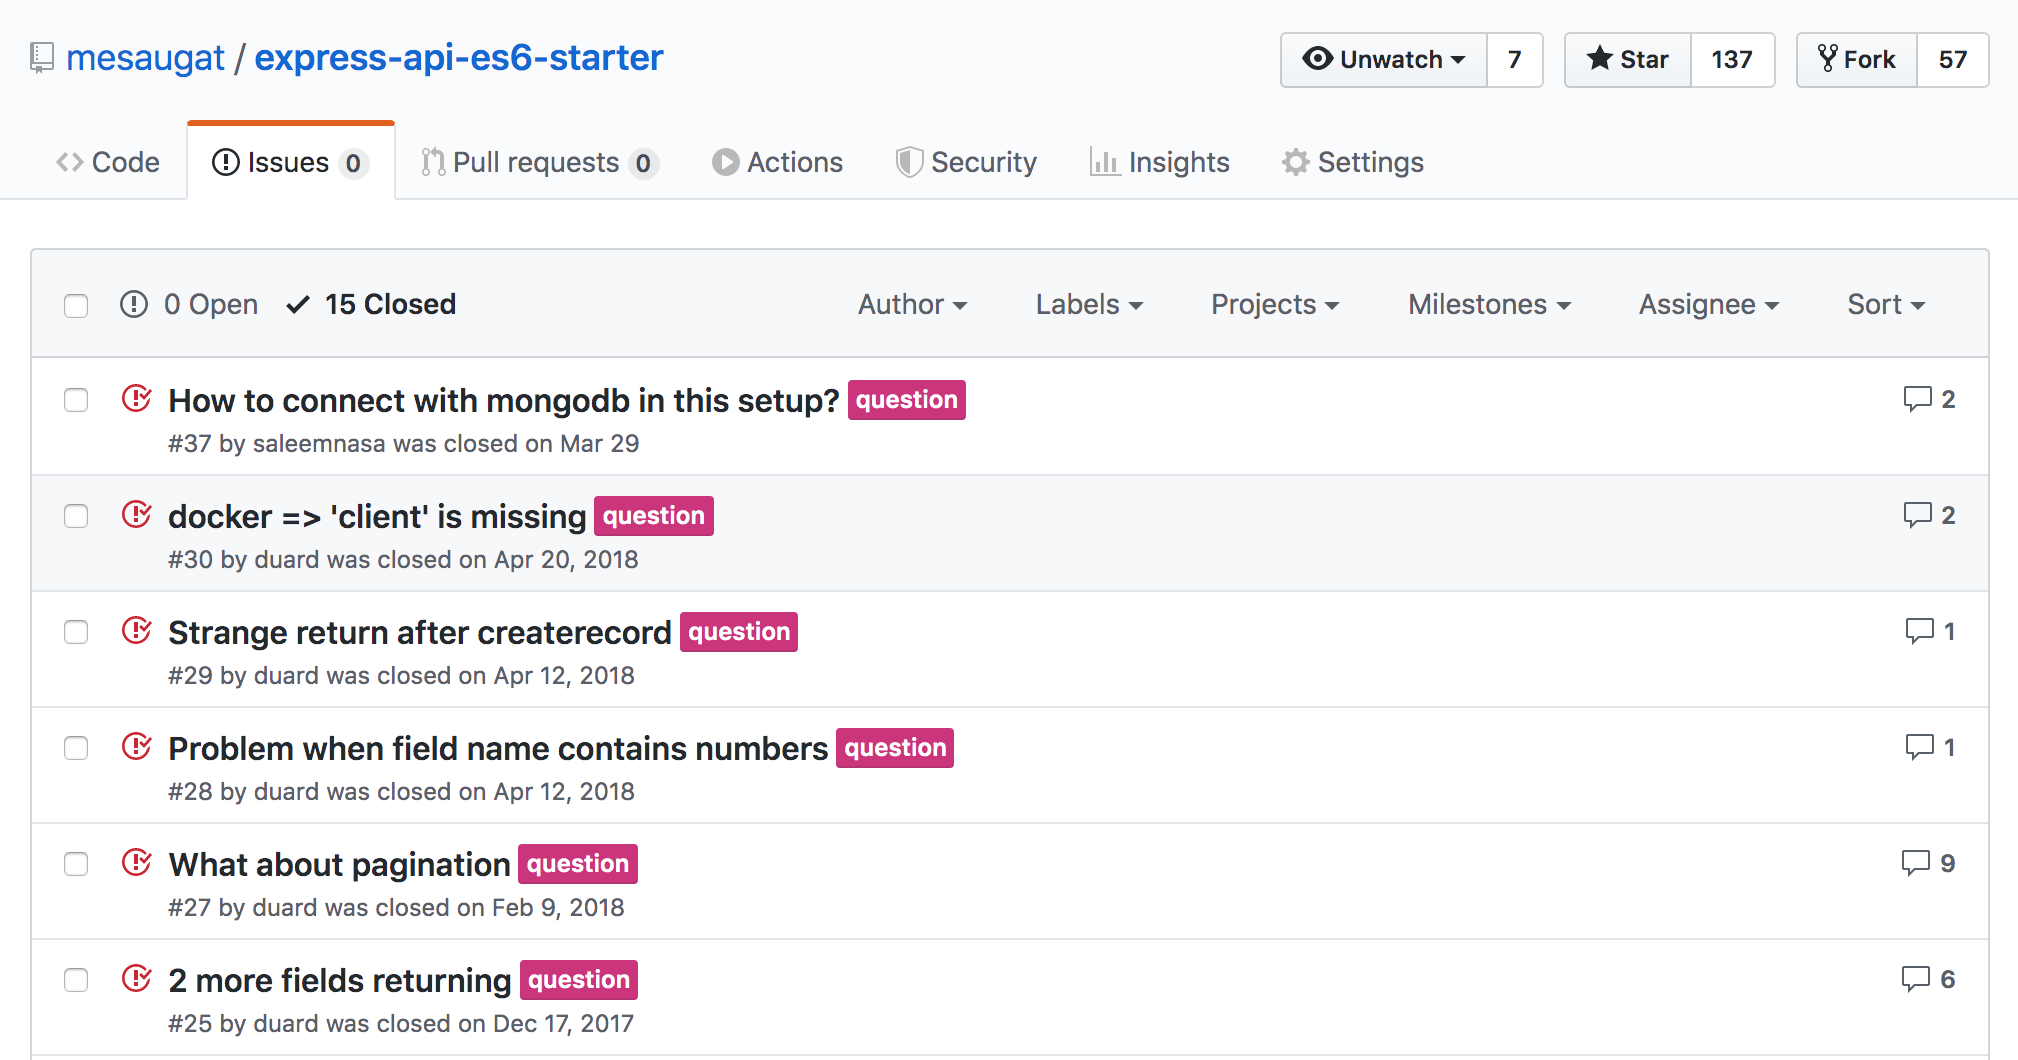 mesaugat / express-api-es6-starter Unwatch 7 Star 137 Fork 57
Code Issues 0 Pull requests 0 Actions Security Insights Settings
0 Open 15 Closed Author Labels Projects Milestones Assignee Sort
How to connect with mongodb in this setup? question 2
#37 by saleemnasa was closed on Mar 29
docker => 'client' is missing question 2
#30 by duard was closed on Apr 20, 2018
Strange return after createrecord question 1
#29 by duard was closed on Apr 12, 2018
Problem when field name contains numbers question 1
#28 by duard was closed on Apr 12, 2018
What about pagination question 9
#27 by duard was closed on Feb 9, 2018
2 more fields returning question 6
#25 by duard was closed on Dec 17, 2017